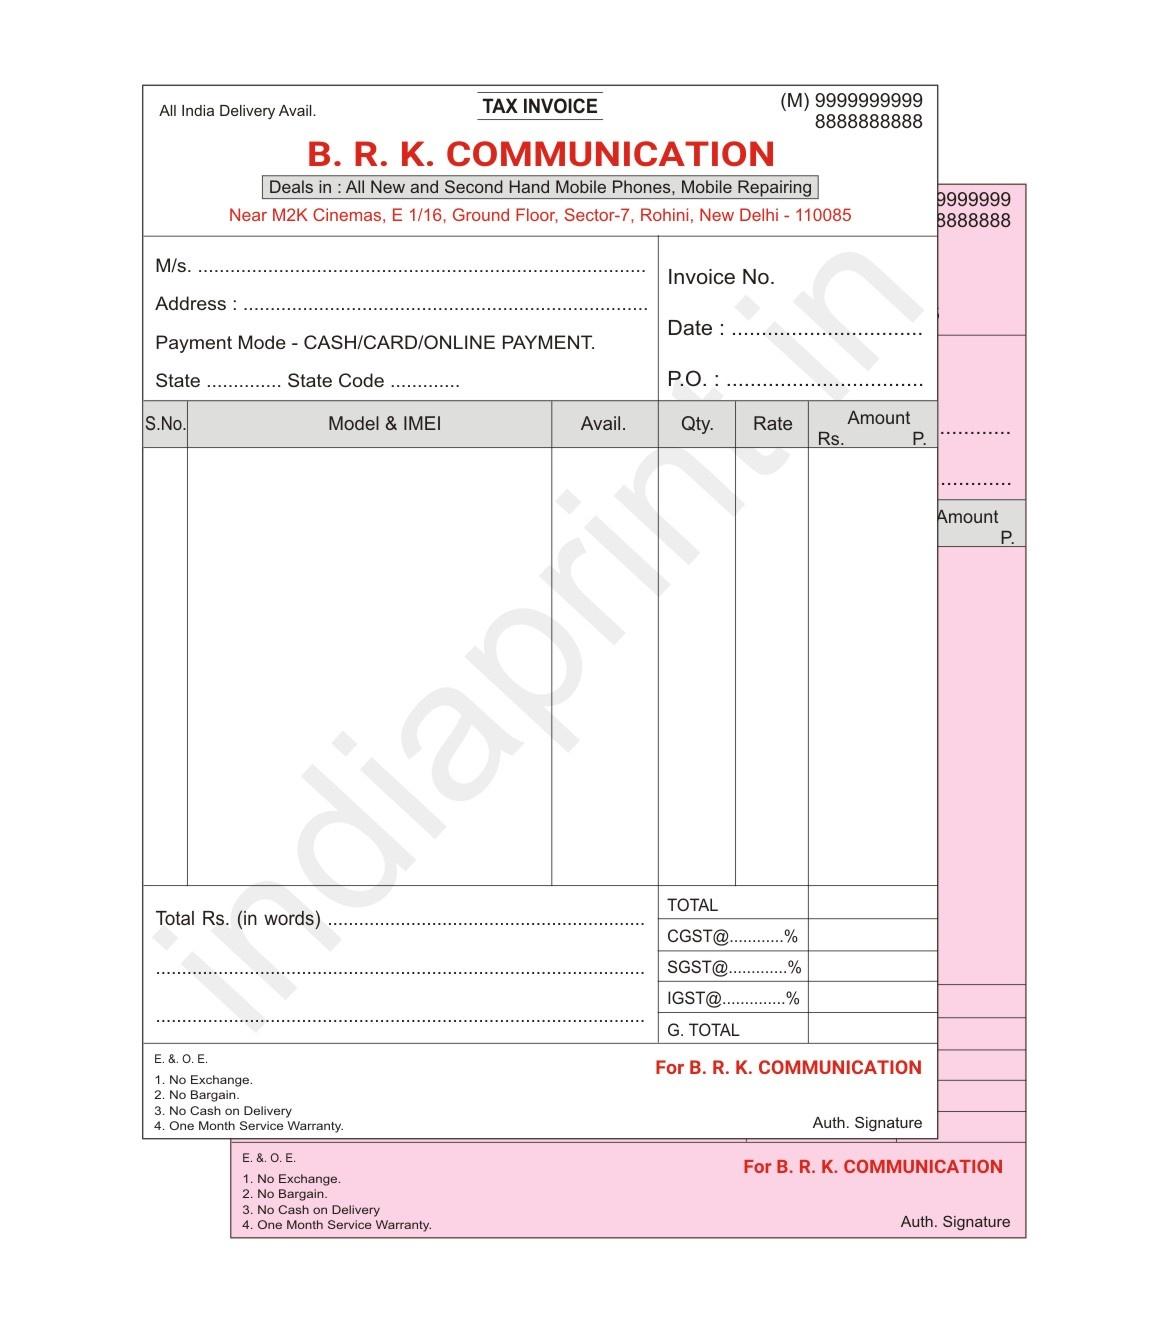 All India Delivery Avail.
TAX INVOICE
(M) 9999999999
8888888888
B. R. K. COMMUNICATION
Deals in : All New and Second Hand Mobile Phones, Mobile Repairing
Near M2K Cinemas, E 1/16, Ground Floor, Sector-7, Rohini, New Delhi - 110085
M/s. ....................................................................................
Address : ...........................................................................
Payment Mode - CASH/CARD/ONLINE PAYMENT.
State .............. State Code .............
Invoice No.
Date : ................................
P.O. : .................................
S.No. Model & IMEI Avail. Qty. Rate Amount
Rs. P.
Total Rs. (in words) ...........................................................
...........................................................................................
...........................................................................................
TOTAL
CGST@............%
SGST@.............%
IGST@..............%
G. TOTAL
E. &. O. E.
1. No Exchange.
2. No Bargain.
3. No Cash on Delivery
4. One Month Service Warranty.
For B. R. K. COMMUNICATION
Auth. Signature
indiaprint in
9999999
8888888
............
............
Amount
P.
E. &. O. E.
1. No Exchange.
2. No Bargain.
3. No Cash on Delivery
4. One Month Service Warranty.
For B. R. K. COMMUNICATION
Auth. Signature